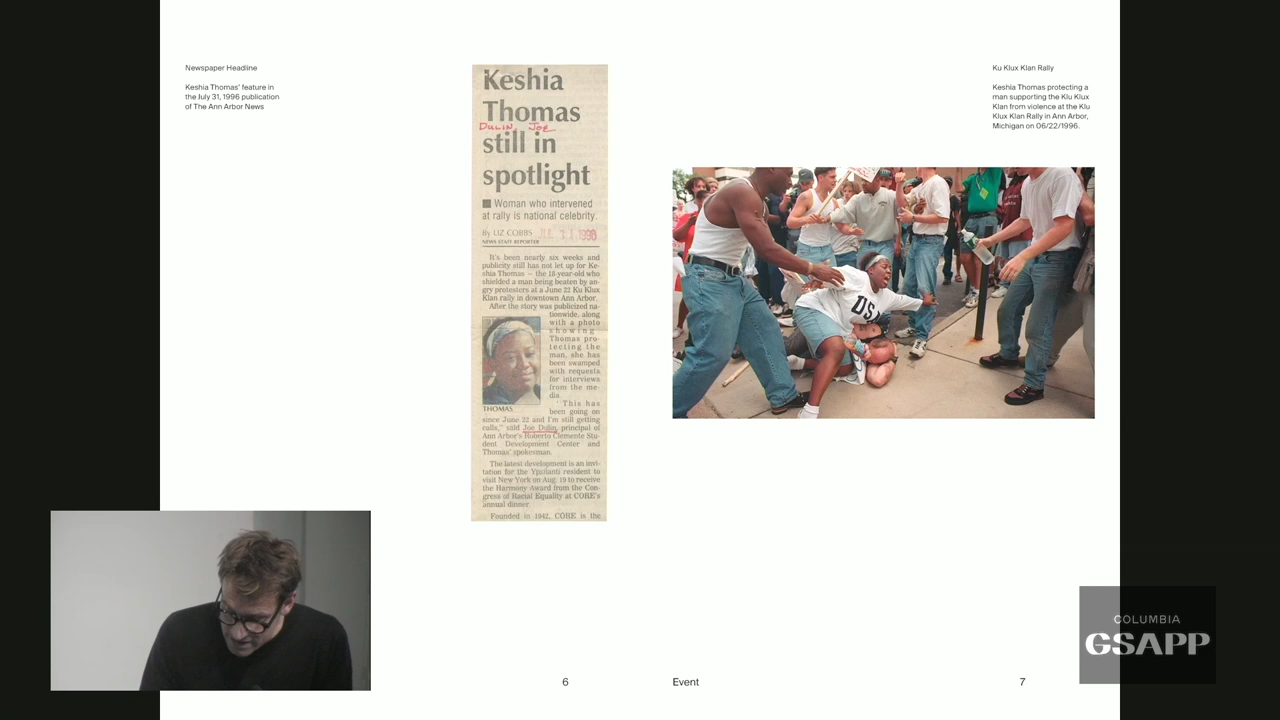 Newspaper Headline
Keshia Thomas' feature in
the July 31, 1996 publication
of The Ann Arbor News
Keshia
Thomas
DULIN, JOE
still in
spotlight
■ Woman who intervened
at rally is national celebrity.
By LIZ COBBS
JUL 31 1996
NEWS STAFF REPORTER
It's been nearly six weeks and
publicity still has not let up for Ke-
shia Thomas — the 18-year-old who
shielded a man being beaten by an-
gry protesters at a June 22 Ku Klux
Klan rally in downtown Ann Arbor.
After the story was publicized na-
tionwide, along
with a photo
showing
Thomas pro-
tecting the
man, she has
been swamped
with requests
for interviews
from the me-
dia.
THOMAS
"This has
been going on
since June 22 and I'm still getting
calls," said Joe Dulin, principal of
Ann Arbor's Roberto Clemente Stu-
dent Development Center and
Thomas' spokesman.
The latest development is an invi-
tation for the Ypsilanti resident to
visit New York on Aug. 19 to receive
the Harmony Award from the Con-
gress of Racial Equality at CORE's
annual dinner.
Founded in 1942, CORE is the
Ku Klux Klan Rally
Keshia Thomas protecting a
man supporting the Klu Klux
Klan from violence at the Klu
Klux Klan Rally in Ann Arbor,
Michigan on 06/22/1996.
USA
6
Event
7
COLUMBIA
GSAPP